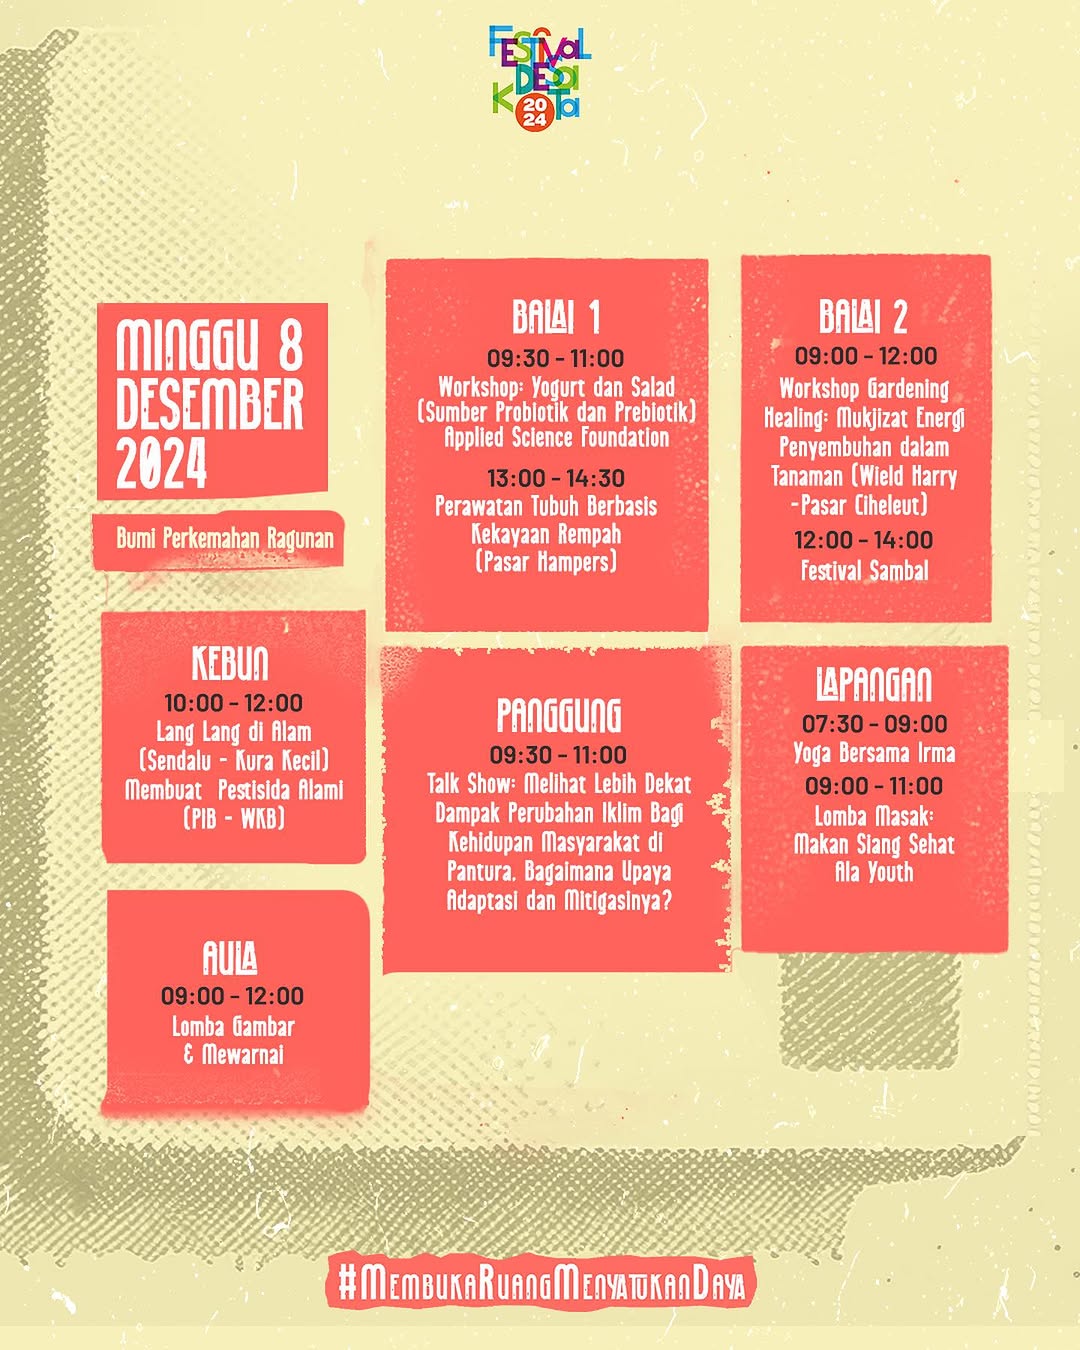 FESTIVAL
DESA
KOTA
2024
MINGGU 8
DESEMBER
2024
Bumi Perkemahan Ragunan
BALAI 1
09:30 - 11:00
Workshop: Yogurt dan Salad
(Sumber Probiotik dan Prebiotik)
Applied Science Foundation
13:00 - 14:30
Perawatan Tubuh Berbasis
Kekayaan Rempah
(Pasar Hampers)
BALAI 2
09:00 - 12:00
Workshop Gardening
Healing: Mukjizat Energi
Penyembuhan dalam
Tanaman (Wield Harry
-Pasar Ciheleut)
12:00 - 14:00
Festival Sambal
KEBUN
10:00 - 12:00
Lang Lang di Alam
(Sendalu - Kura Kecil)
Membuat Pestisida Alami
(PIB - WKB)
PANGGUNG
09:30 - 11:00
Talk Show: Melihat Lebih Dekat
Dampak Perubahan Iklim Bagi
Kehidupan Masyarakat di
Pantura, Bagaimana Upaya
Adaptasi dan Mitigasinya?
LAPANGAN
07:30 - 09:00
Yoga Bersama Irma
09:00 - 11:00
Lomba Masak:
Makan Siang Sehat
Ala Youth
AULA
09:00 - 12:00
Lomba Gambar
& Mewarnai
#MembukaRuangMenyatukanDaya